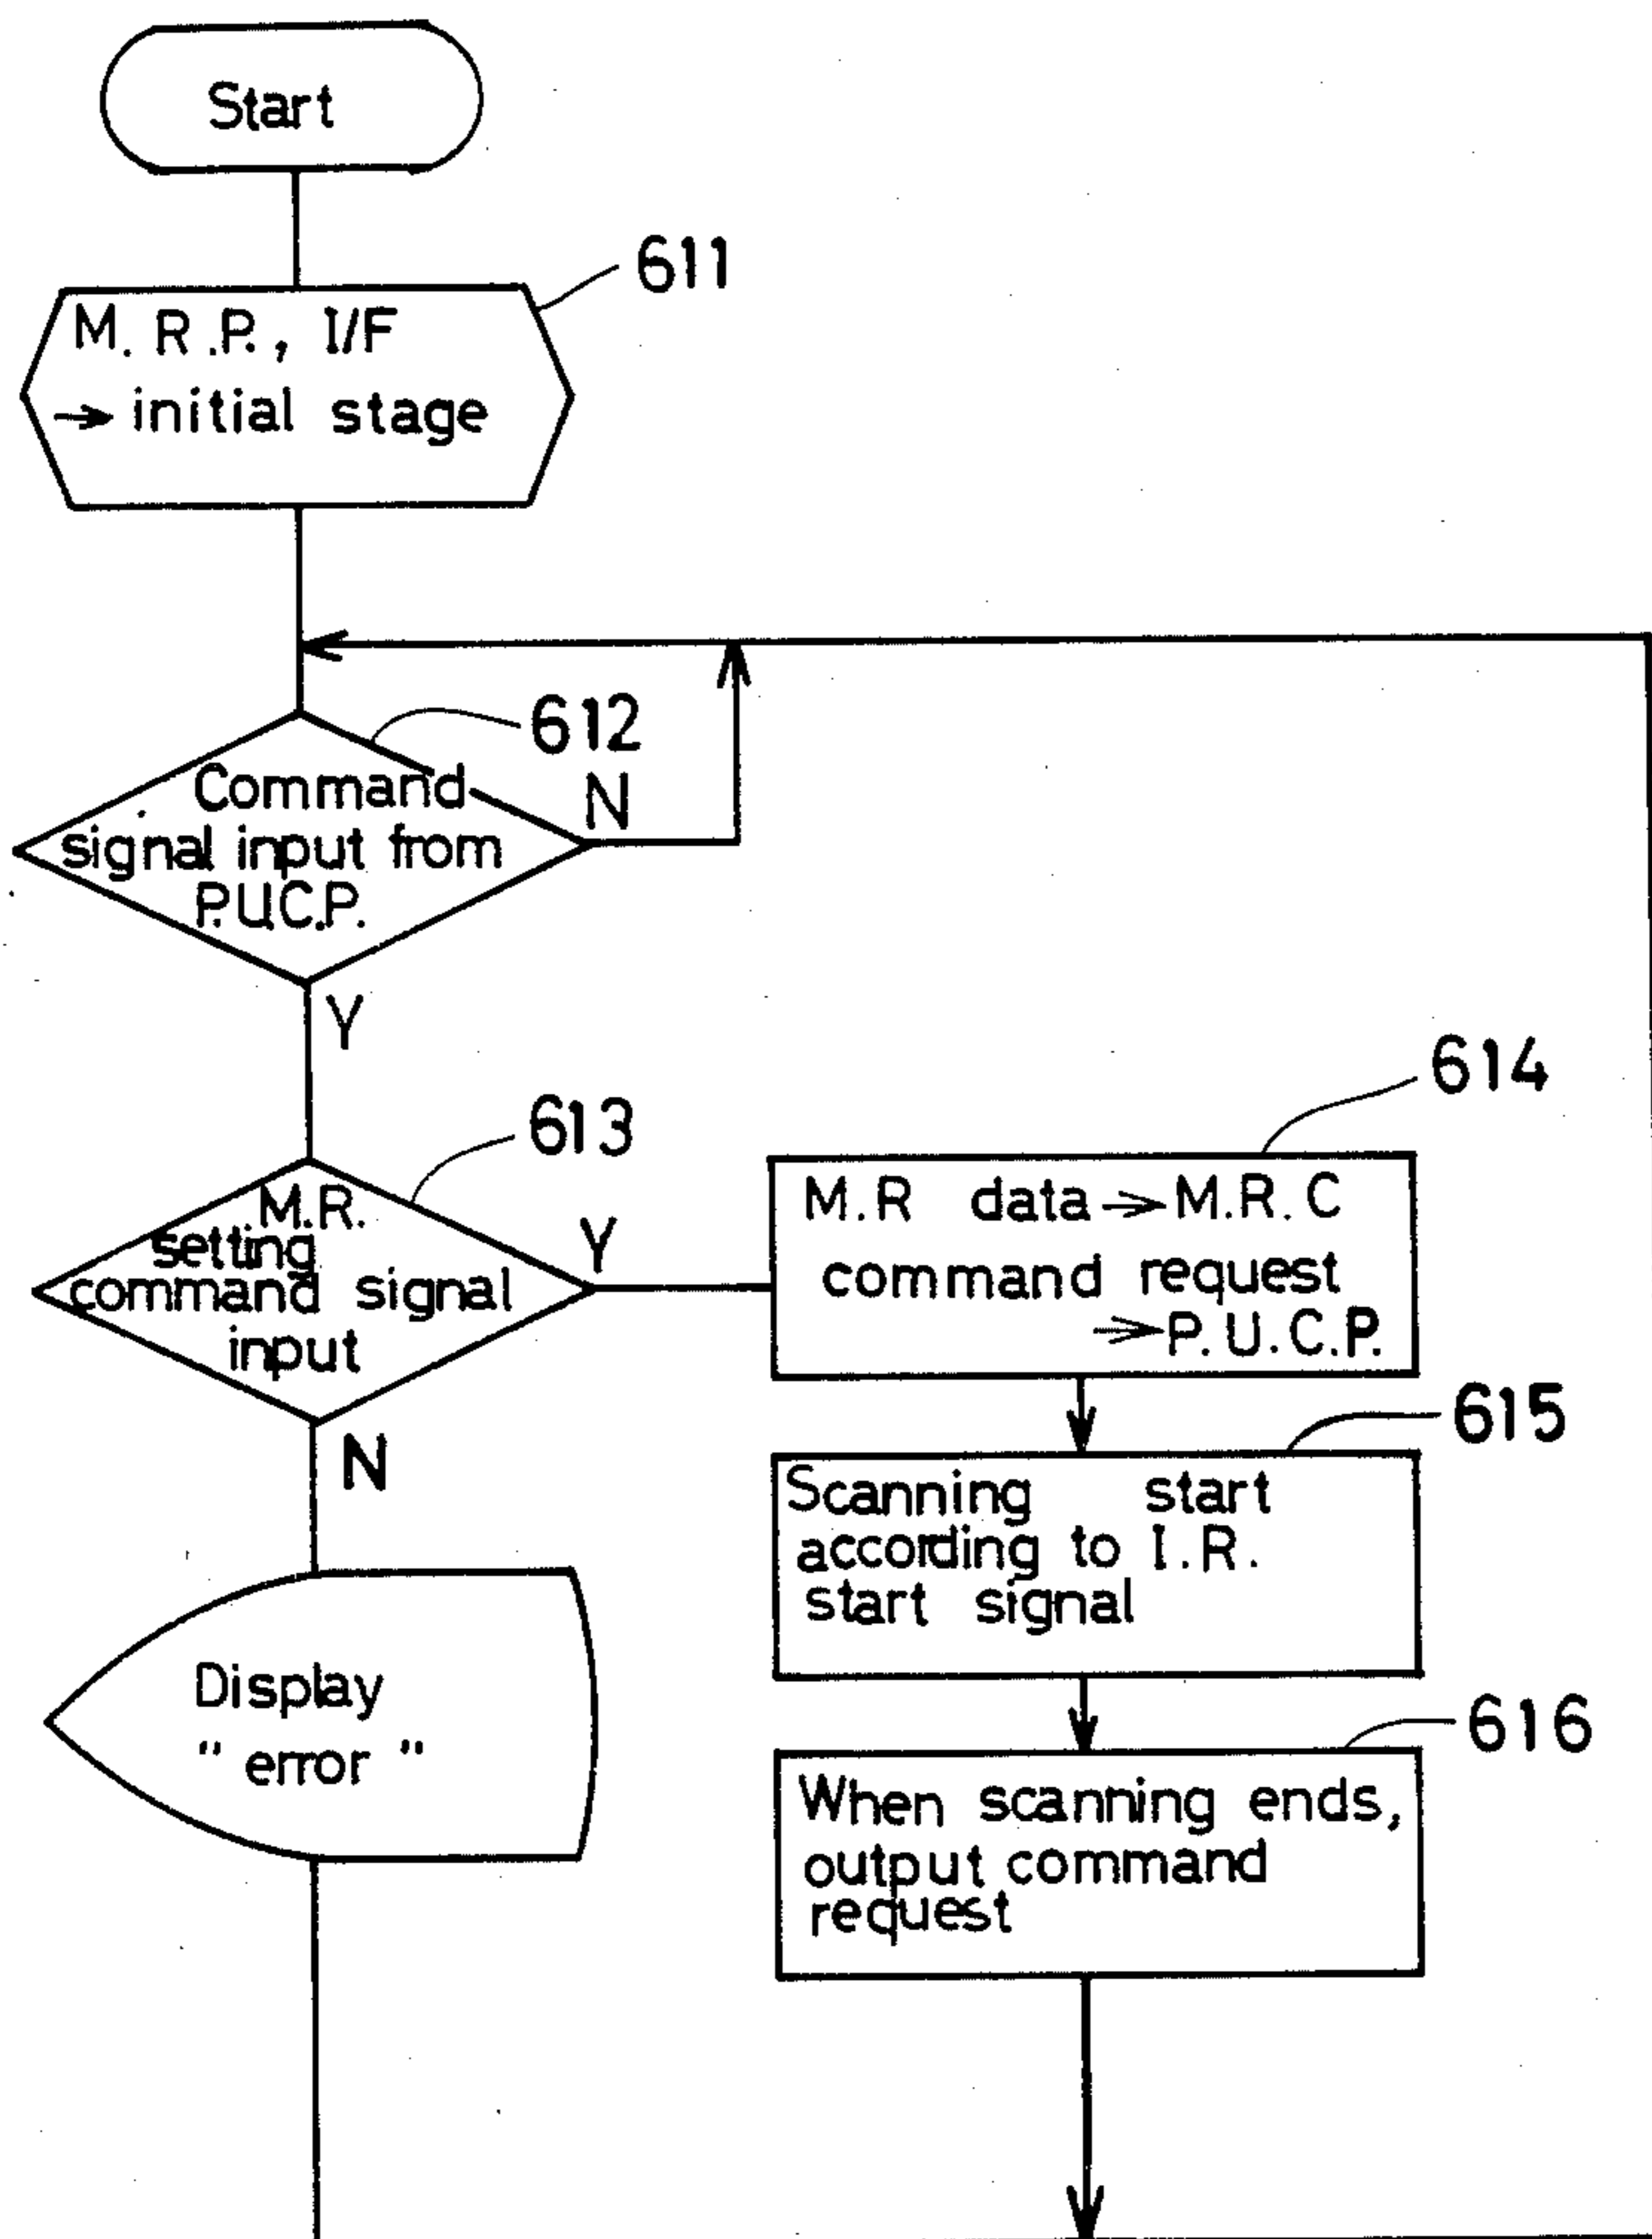 Start
611
M. R. P., I/F
→ initial stage
612
Command
signal input from
P.U.C.P.
N
Y
613
M.R.
setting
command signal
input
Y
N
614
M.R data → M.R.C
command request
→ P.U.C.P.
615
Scanning start
according to I.R.
start signal
616
When scanning ends,
output command
request
Display
" error "